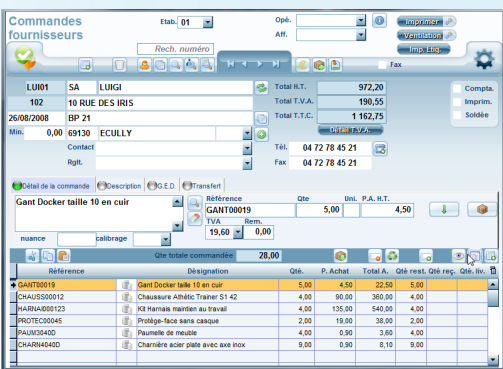 Commandes fournisseurs
Etab. 01
Opé.
Aff.
Imprimer
Ventilation
Imp. Etiq.
Rech. numéro
Fax
LUI01 SA LUIGI
102 10 RUE DES IRIS
26/08/2008 BP 21
Min. 0,00 69130 ECULLY
Contact
Rglt.
Total H.T. 972,20
Total T.V.A. 190,55
Total T.T.C. 1 162,75
Détail T.V.A.
Tél. 04 72 78 45 21
Fax 04 72 78 45 21
Compta.
Imprim.
Soldée
Détail de la commande Description G.E.D. Transfert
Gant Docker taille 10 en cuir
Référence Qte Uni. P.A. H.T.
GANT00019 5,00 4,50
TVA Rem.
19,60 0,00
nuance calibrage
Qte totale commandée 28,00
Référence Désignation Qté. P. Achat Total A. Qté rest. Qté reç. Qté. liv.
GANT00019 Gant Docker taille 10 en cuir 5,00 4,50 22,50 5,00
CHAUSS00012 Chaussure Athétic Trainer S1 42 4,00 90,00 360,00 4,00
HARNAI000123 Kit Harnais maintien au travail 4,00 135,00 540,00 4,00
PROTEC00045 Protège-face sans casque 2,00 19,00 38,00 2,00
PAUM3040D Paumelle de meuble 4,00 0,90 3,60 4,00
CHARN4040D Charnière acier plate avec axe inox 9,00 0,90 8,10 9,00